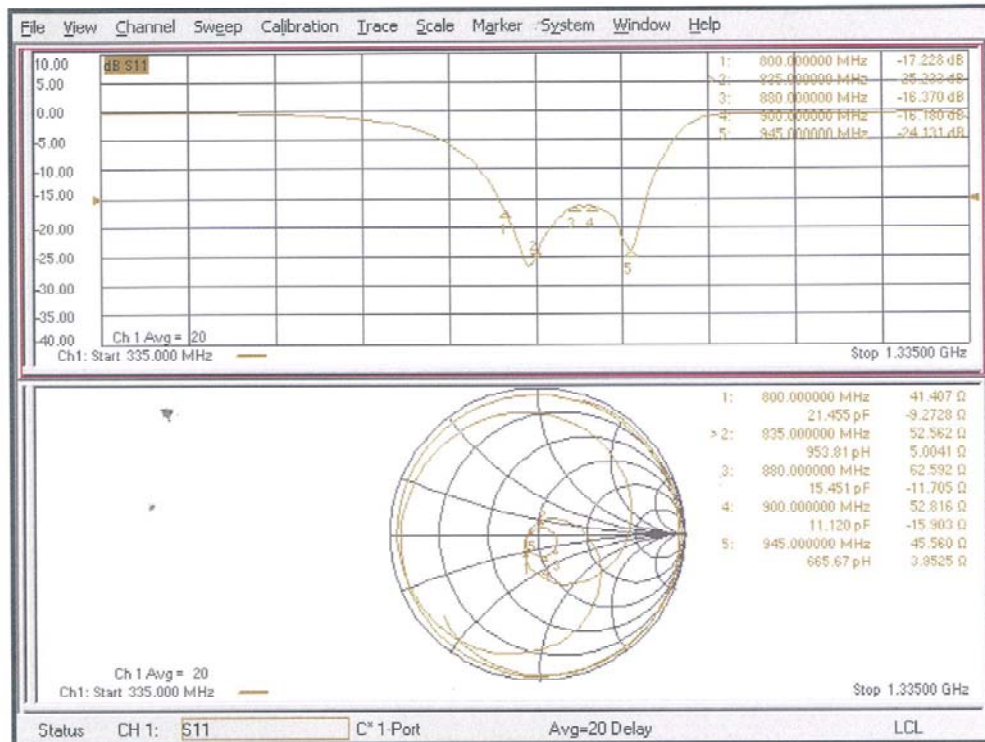 File View Channel Sweep Calibration Trace Scale Marker System Window Help
10.00
5.00
0.00
-5.00
-10.00
-15.00
-20.00
-25.00
-30.00
-35.00
-40.00
dB S11
1: 800.000000 MHz -17.228 dB
>2: 835.000000 MHz
3: 880.000000 MHz -16.370 dB
4: 900.000000 MHz -16.180 dB
5: 945.000000 MHz -24.131 dB
1
2
3 4
5
Ch 1 Avg = 20
Ch1: Start 335.000 MHz
Stop 1.33500 GHz
1: 800.000000 MHz 41.407 Ω
21.455 pF -9.2728 Ω
>2: 835.000000 MHz 52.562 Ω
953.81 pH 5.0041 Ω
3: 880.000000 MHz 62.592 Ω
15.451 pF -11.705 Ω
4: 900.000000 MHz 52.816 Ω
11.120 pF -15.903 Ω
5: 945.000000 MHz 45.560 Ω
665.67 pH 3.9525 Ω
Ch 1 Avg = 20
Ch1: Start 335.000 MHz
Stop 1.33500 GHz
Status CH 1: S11 C* 1-Port Avg=20 Delay LCL